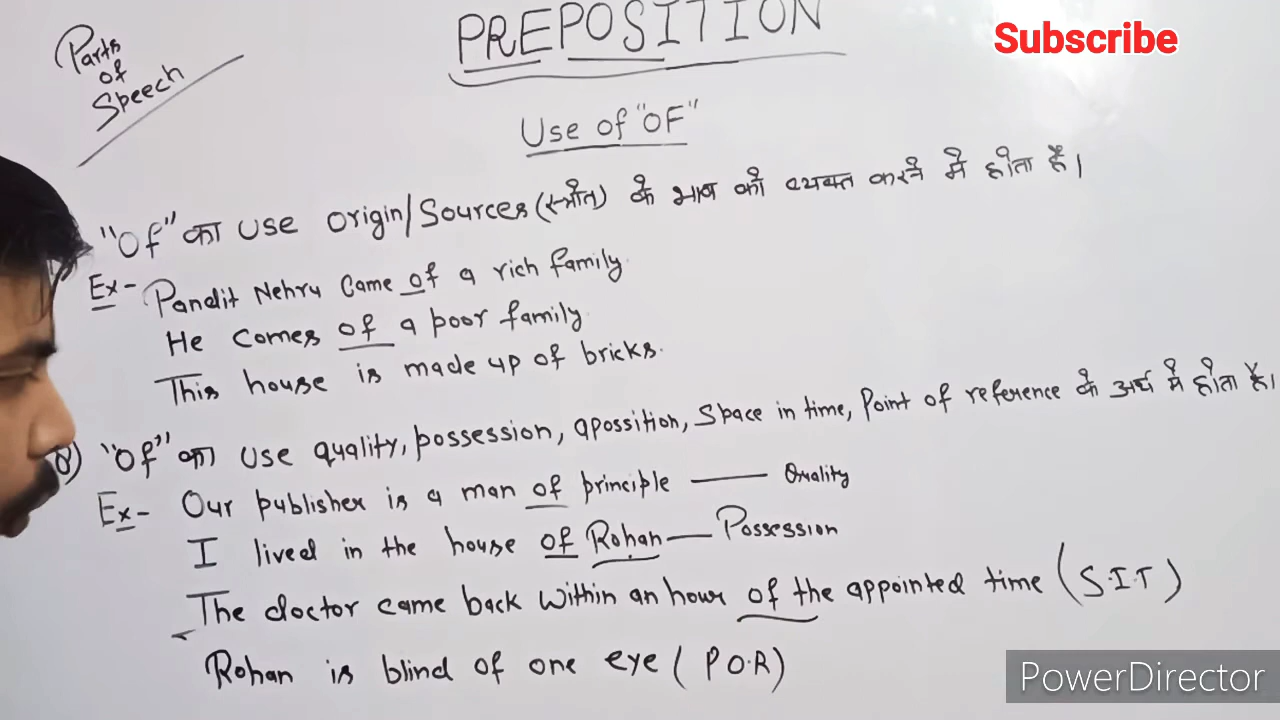 Parts
of
Speech
PREPOSITION
Subscribe
Use of "OF"
"Of" का use origin/Sources (स्त्रोत) के भाव को व्यक्त करने मे होता है।
Ex- Pandit Nehru Came of a rich family.
He comes of a poor family.
This house is made up of bricks.
"of" का use quality, possession, apossition, Space in time, Point of reference के अर्थ मे होता है।
Ex- Our publisher is a man of principle — Quality
I lived in the house of Rohan — Possession
The doctor came back within an hour of the appointed time (S.I.T)
Rohan is blind of one eye (P.O.R)
PowerDirector